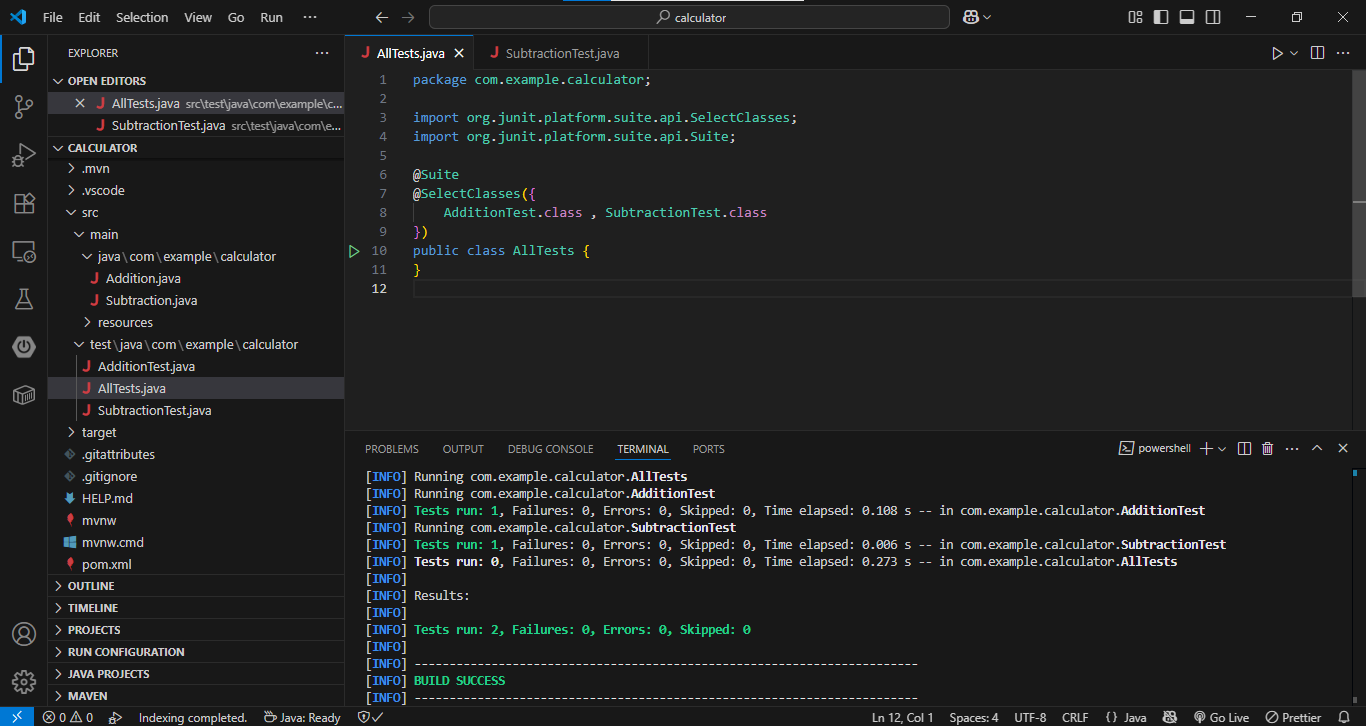 File Edit Selection View Go Run ··· calculator
EXPLORER ···
OPEN EDITORS
AllTests.java src\test\java\com\example\c...
SubtractionTest.java src\test\java\com\e...
CALCULATOR
.mvn
.vscode
src
main
java\com\example\calculator
Addition.java
Subtraction.java
resources
test\java\com\example\calculator
AdditionTest.java
AllTests.java
SubtractionTest.java
target
.gitattributes
.gitignore
HELP.md
mvnw
mvnw.cmd
pom.xml
OUTLINE
TIMELINE
PROJECTS
RUN CONFIGURATION
JAVA PROJECTS
MAVEN
AllTests.java SubtractionTest.java
1 package com.example.calculator;
2
3 import org.junit.platform.suite.api.SelectClasses;
4 import org.junit.platform.suite.api.Suite;
5
6 @Suite
7 @SelectClasses({
8     AdditionTest.class , SubtractionTest.class
9 })
10 public class AllTests {
11 }
12
PROBLEMS OUTPUT DEBUG CONSOLE TERMINAL PORTS powershell
[INFO] Running com.example.calculator.AllTests
[INFO] Running com.example.calculator.AdditionTest
[INFO] Tests run: 1, Failures: 0, Errors: 0, Skipped: 0, Time elapsed: 0.108 s -- in com.example.calculator.AdditionTest
[INFO] Running com.example.calculator.SubtractionTest
[INFO] Tests run: 1, Failures: 0, Errors: 0, Skipped: 0, Time elapsed: 0.006 s -- in com.example.calculator.SubtractionTest
[INFO] Tests run: 0, Failures: 0, Errors: 0, Skipped: 0, Time elapsed: 0.273 s -- in com.example.calculator.AllTests
[INFO]
[INFO] Results:
[INFO]
[INFO] Tests run: 2, Failures: 0, Errors: 0, Skipped: 0
[INFO]
[INFO] ------------------------------------------------------------------------
[INFO] BUILD SUCCESS
[INFO] ------------------------------------------------------------------------
0 0 Indexing completed. Java: Ready Ln 12, Col 1 Spaces: 4 UTF-8 CRLF {} Java Go Live Prettier